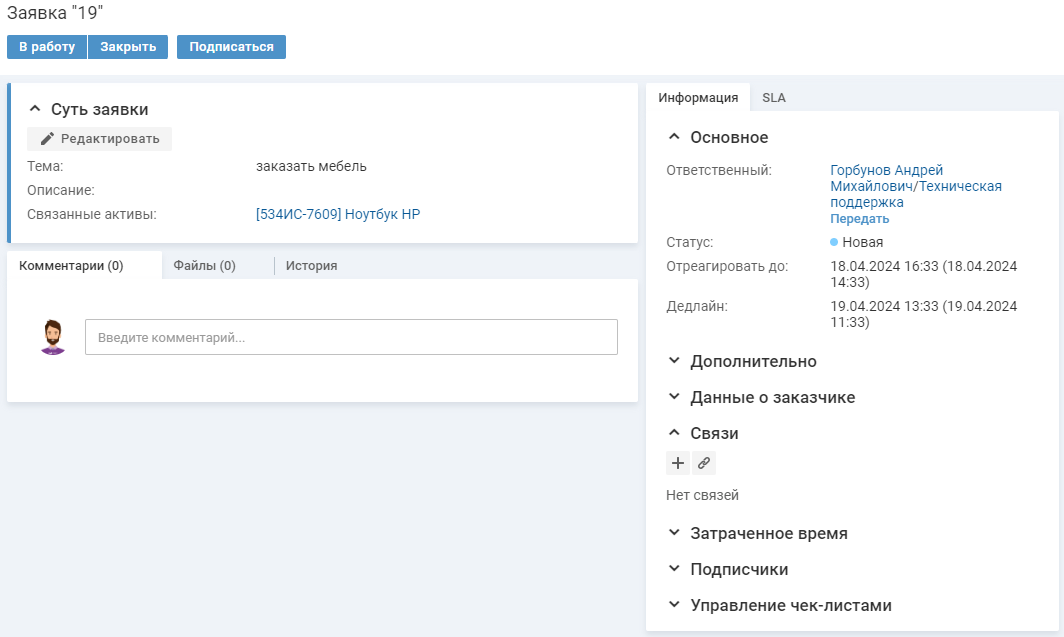 Заявка "19"
В работу Закрыть Подписаться
Суть заявки
Редактировать
Тема: заказать мебель
Описание:
Связанные активы: [534ИС-7609] Ноутбук HP
Комментарии (0) Файлы (0) История
Введите комментарий...
Информация SLA
Основное
Ответственный: Горбунов Андрей
Михайлович/Техническая
поддержка
Передать
Статус: Новая
Отреагировать до: 18.04.2024 16:33 (18.04.2024
14:33)
Дедлайн: 19.04.2024 13:33 (19.04.2024
11:33)
Дополнительно
Данные о заказчике
Связи
Нет связей
Затраченное время
Подписчики
Управление чек-листами